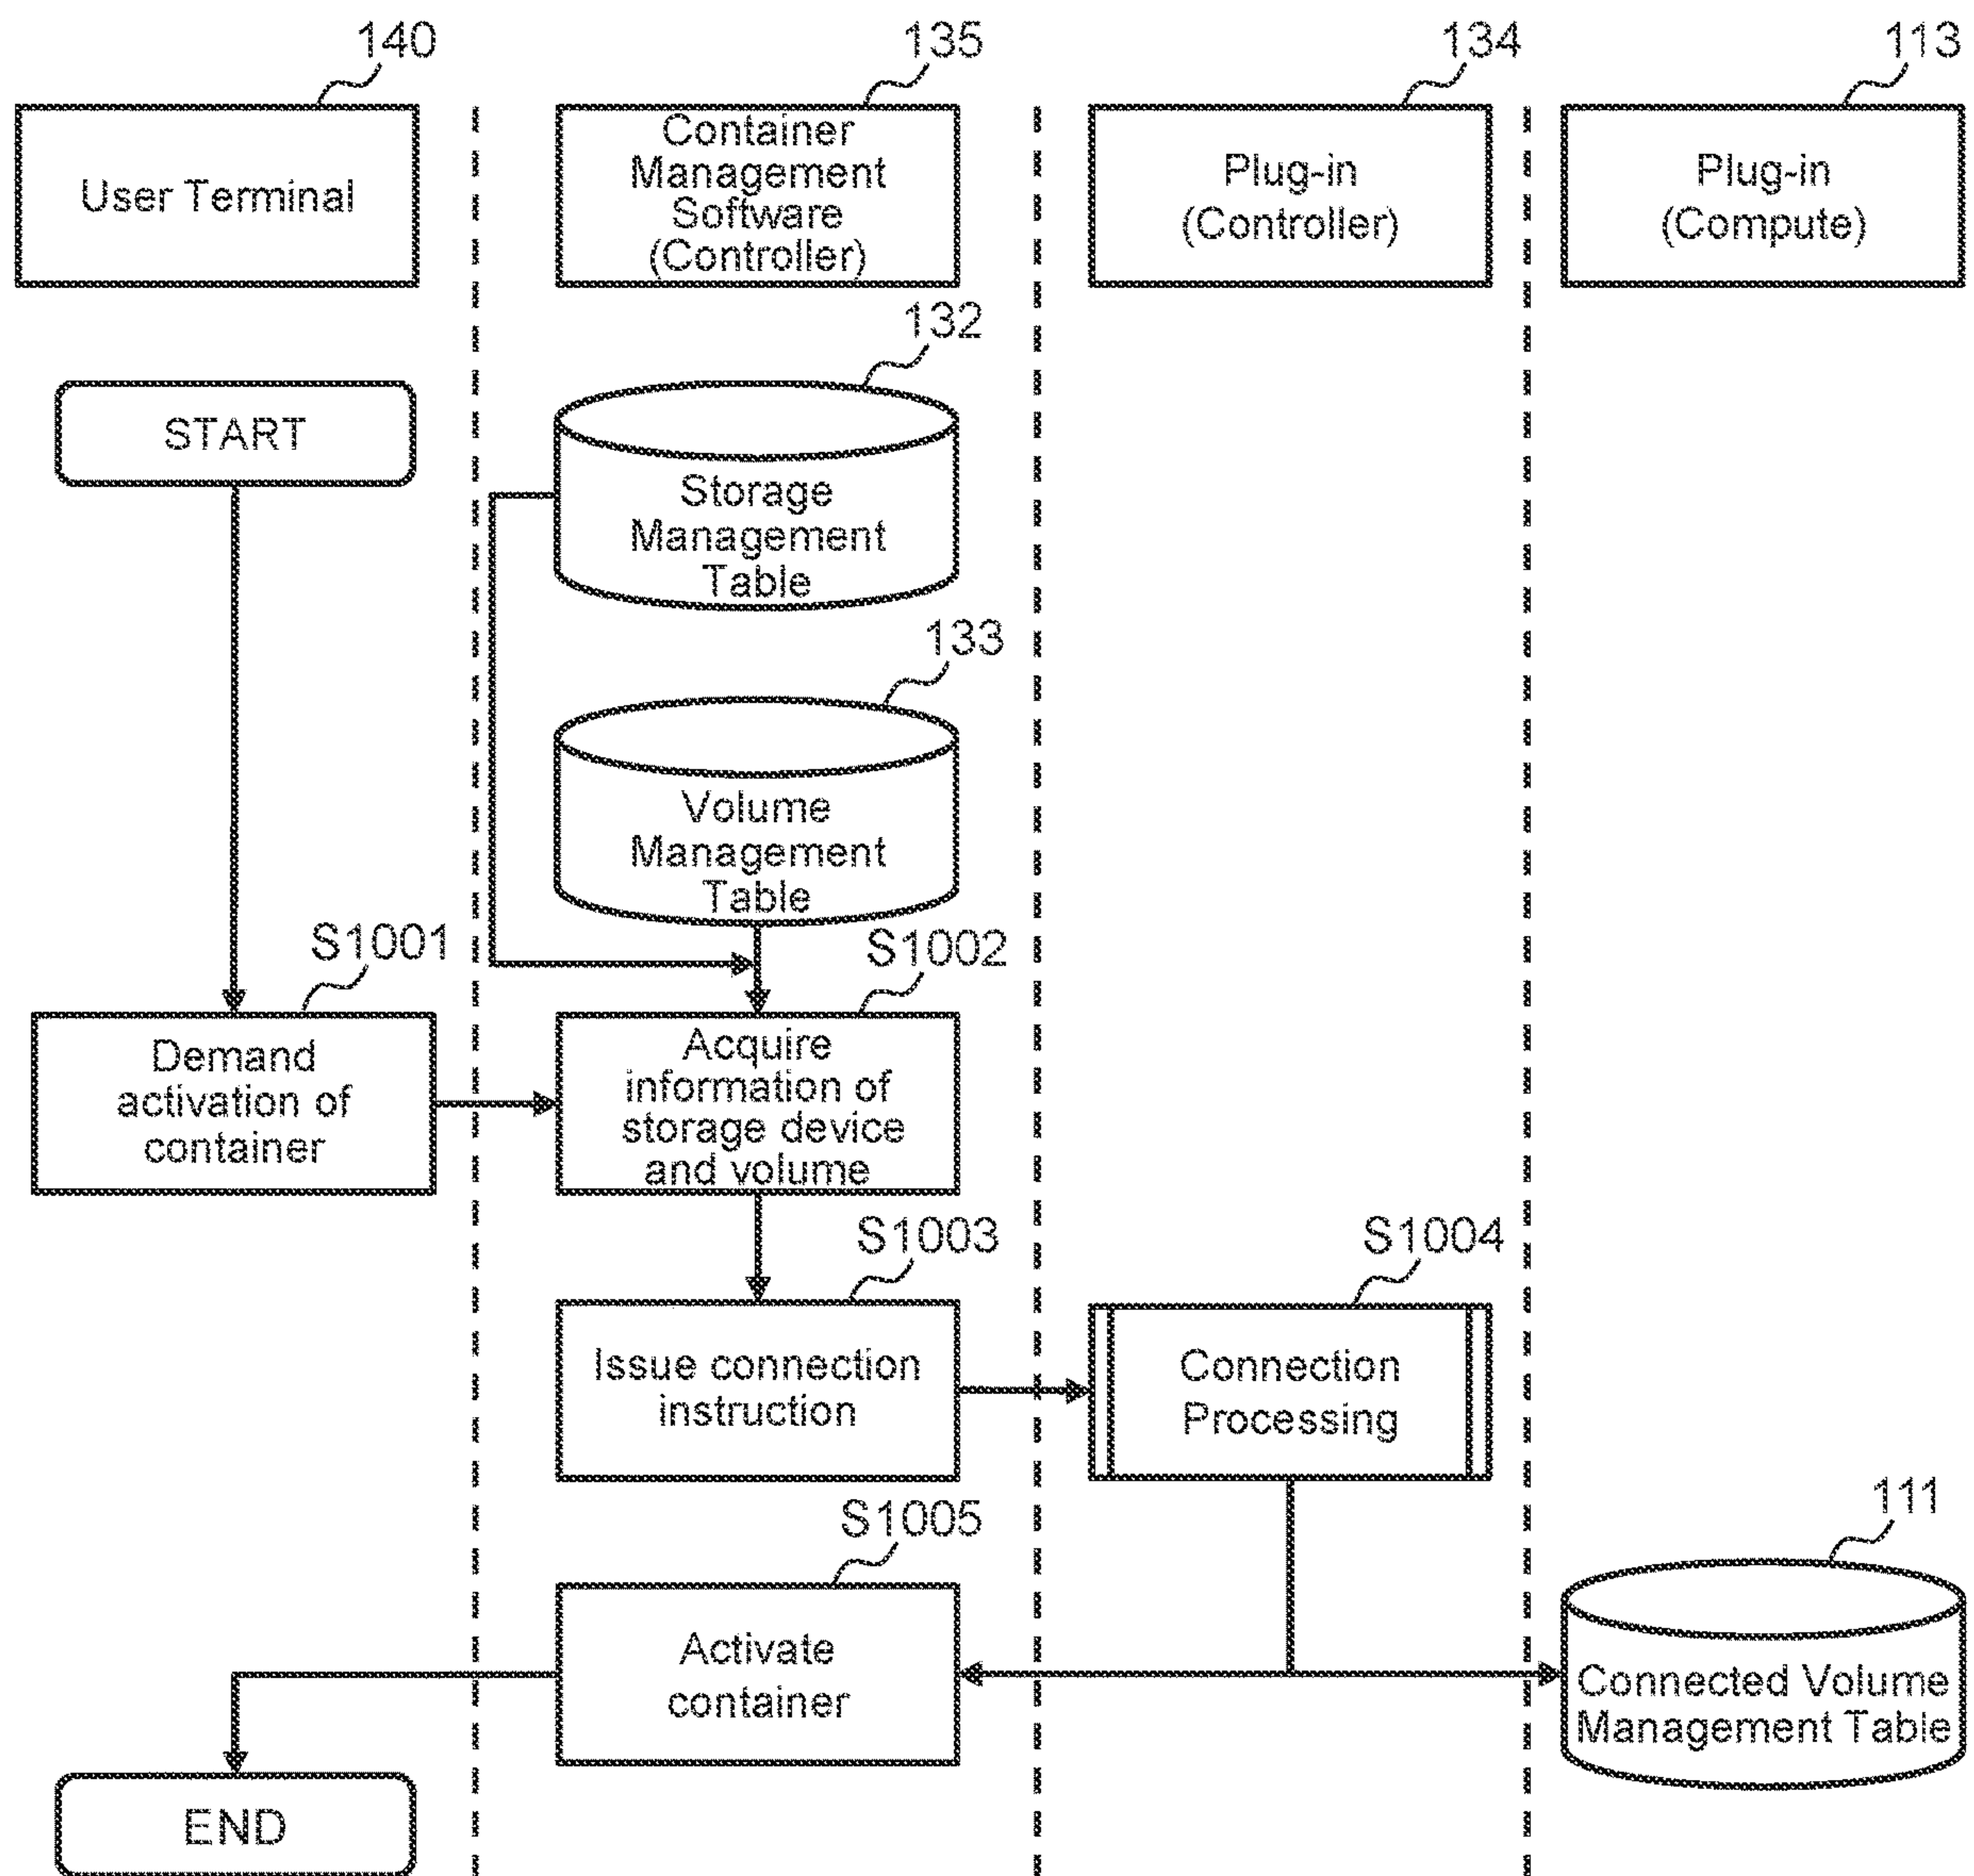 140
135
134
113
User Terminal
Container
Management
Software
(Controller)
Plug-in
(Controller)
Plug-in
(Compute)
132
START
Storage
Management
Table
133
Volume
Management
Table
S1001
S1002
Demand
activation of
container
Acquire
information of
storage device
and volume
S1003
S1004
Issue connection
instruction
Connection
Processing
S1005
111
Activate
container
Connected Volume
Management Table
END